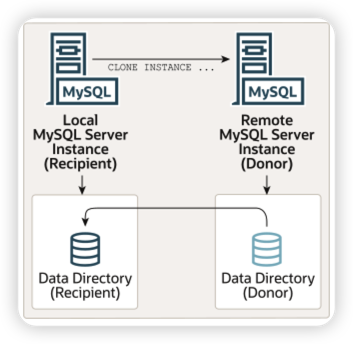 CLONE INSTANCE ...
MySQL
MySQL
Local
MySQL Server
Instance
(Recipient)
Remote
MySQL Server
Instance
(Donor)
Data Directory
(Recipient)
Data Directory
(Donor)